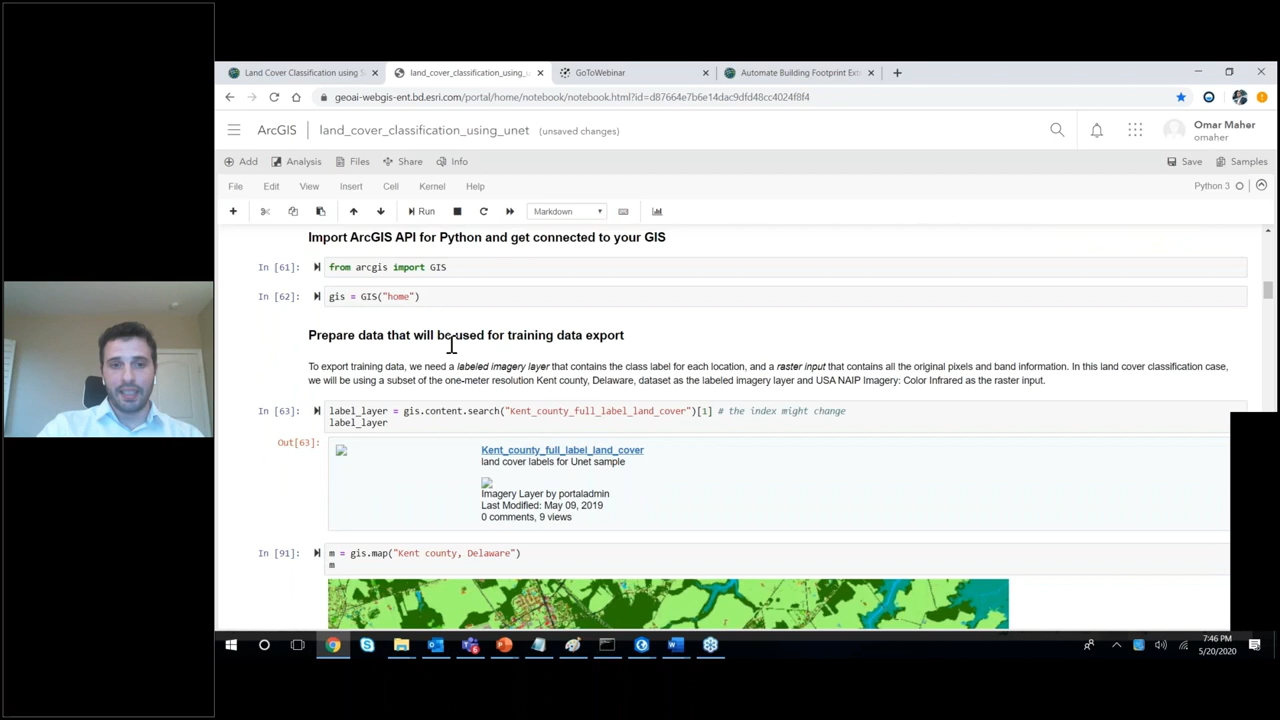 Land Cover Classification using S
land_cover_classification_using_u
GoToWebinar
Automate Building Footprint Ext
geoai-webgis-ent.bd.esri.com/portal/home/notebook/notebook.html?id=d87664e7b6e14dac9dfd48cc4024f8f4
ArcGIS
land_cover_classification_using_unet (unsaved changes)
Omar Maher
omaher
Add Analysis Files Share Info
Save Samples
File Edit View Insert Cell Kernel Help
Python 3
Run
Markdown
Import ArcGIS API for Python and get connected to your GIS
In [61]: from arcgis import GIS
In [62]: gis = GIS("home")
Prepare data that will be used for training data export
To export training data, we need a labeled imagery layer that contains the class label for each location, and a raster input that contains all the original pixels and band information. In this land cover classification case,
we will be using a subset of the one-meter resolution Kent county, Delaware, dataset as the labeled imagery layer and USA NAIP Imagery: Color Infrared as the raster input.
In [63]: label_layer = gis.content.search("Kent_county_full_label_land_cover")[1] # the index might change
label_layer
Out[63]:
Kent_county_full_label_land_cover
land cover labels for Unet sample
Imagery Layer by portaladmin
Last Modified: May 09, 2019
0 comments, 9 views
In [91]: m = gis.map("Kent county, Delaware")
m
7:46 PM
5/20/2020